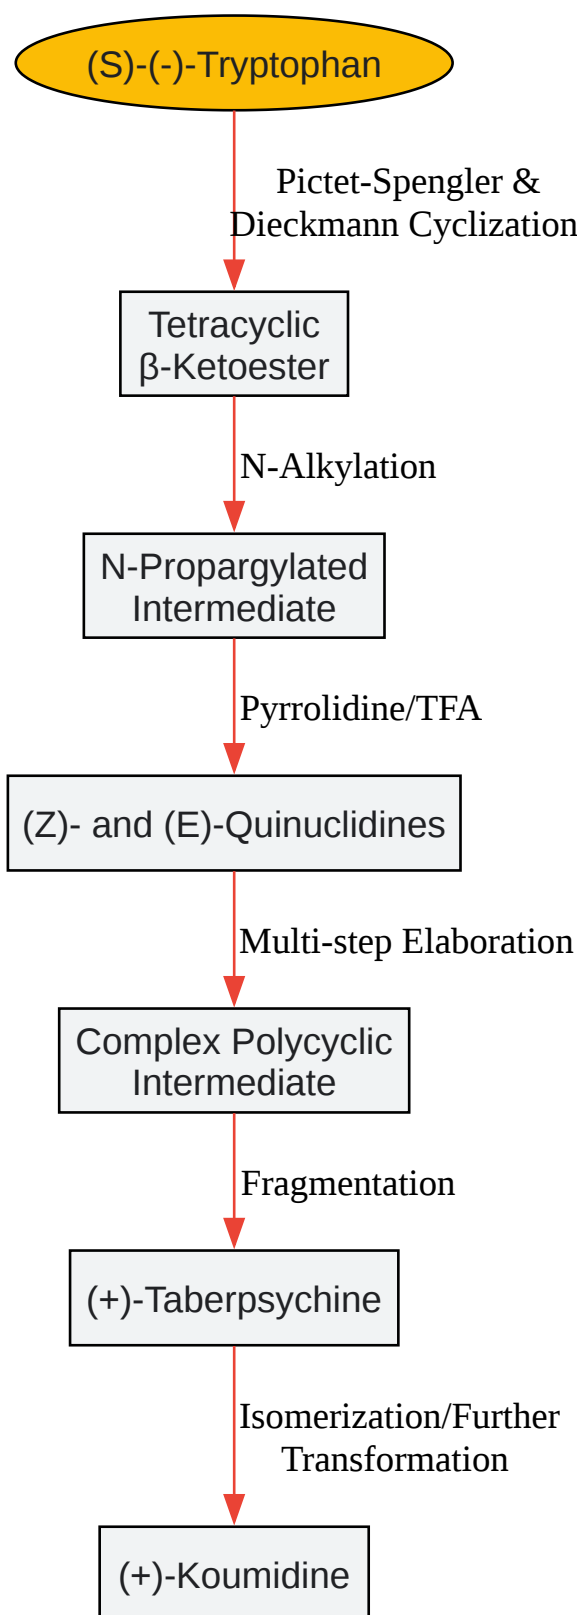 (S)-(-)-Tryptophan
Pictet-Spengler &
Dieckmann Cyclization
Tetracyclic
β-Ketoester
N-Alkylation
N-Propargylated
Intermediate
Pyrrolidine/TFA
(Z)- and (E)-Quinuclidines
Multi-step Elaboration
Complex Polycyclic
Intermediate
Fragmentation
(+)-Taberpsychine
Isomerization/Further
Transformation
(+)-Koumidine